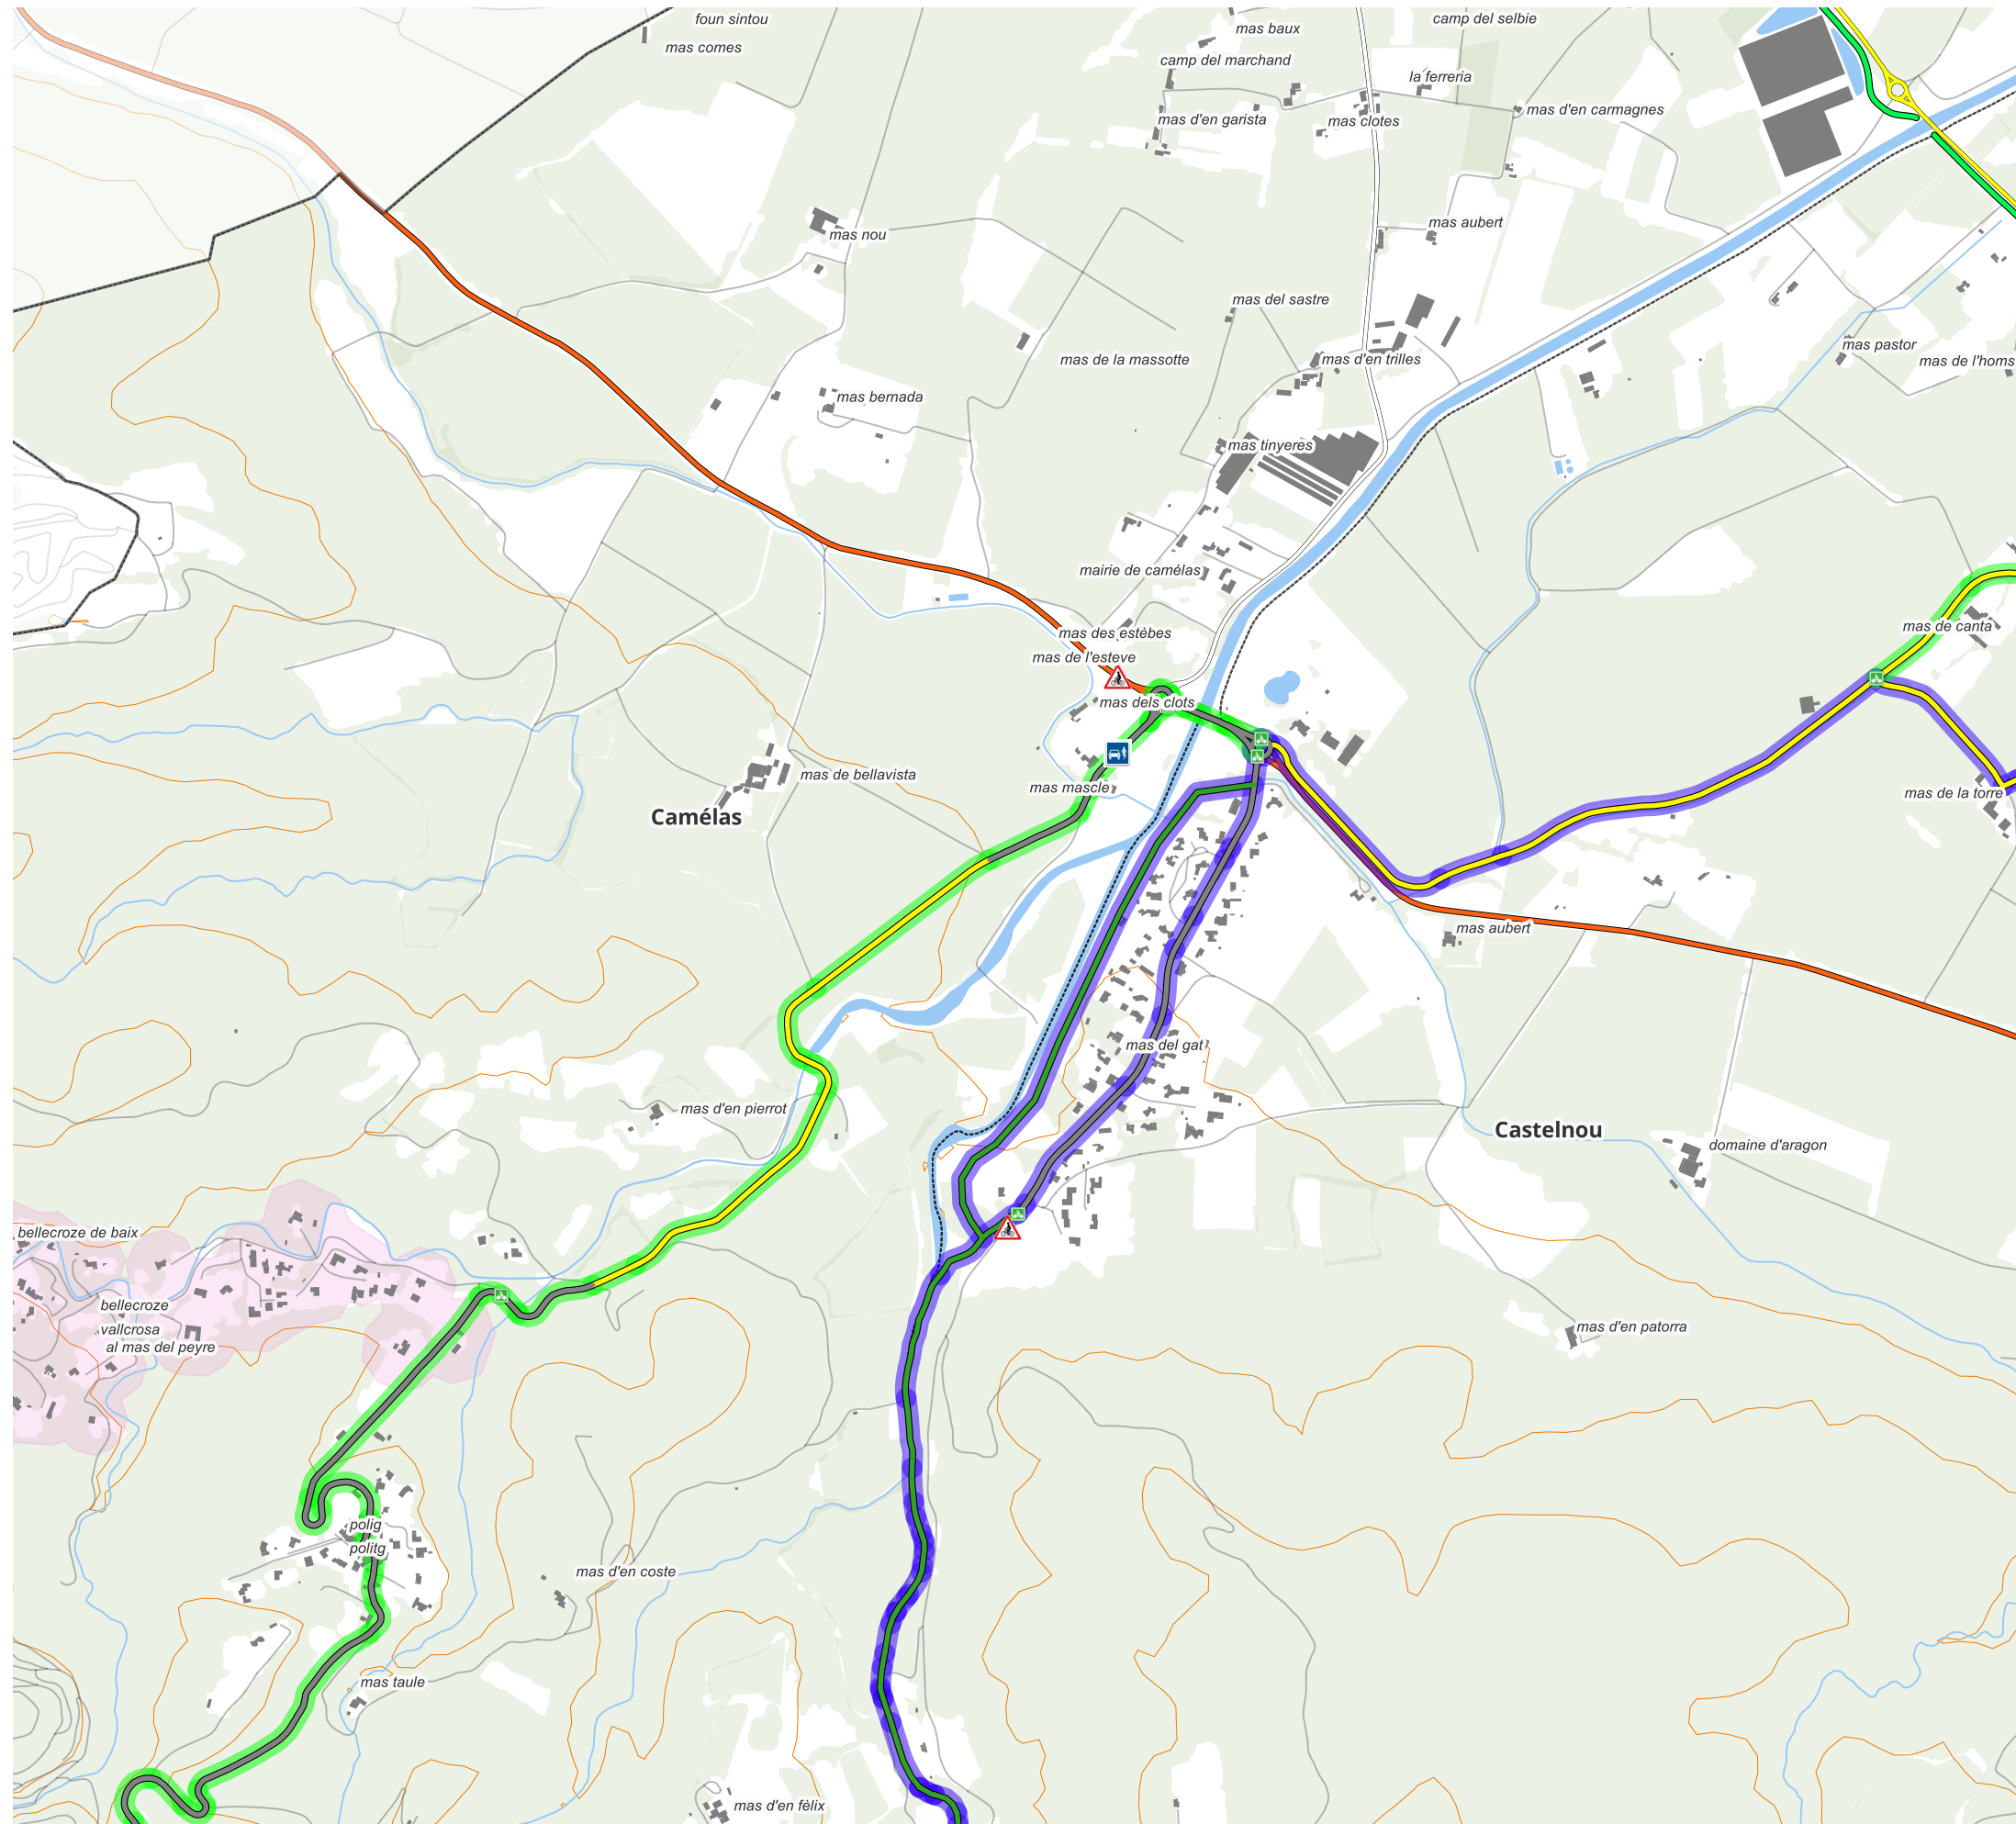 foun sintou
camp del selbie
mas baux
mas comes
camp del marchand
la ferreria
mas d'en carmagnes
mas d'en garista
mas clotes
mas aubert
mas nou
mas del sastre
mas pastor
mas de la massotte
mas d'en trilles
mas de l'homs
mas bernada
mas tinyeres
mairie de camélas
mas de canta
mas des estèbes
mas de l'esteve
mas dels clots
mas de bellavista
mas mascle
mas de la torre
Camélas
mas aubert
mas del gat
mas d'en pierrot
Castelnou
domaine d'aragon
bellecroze de baix
bellecroze
vallcrosa
al mas del peyre
mas d'en patorra
polig
politg
mas d'en coste
mas taule
mas d'en fèlix